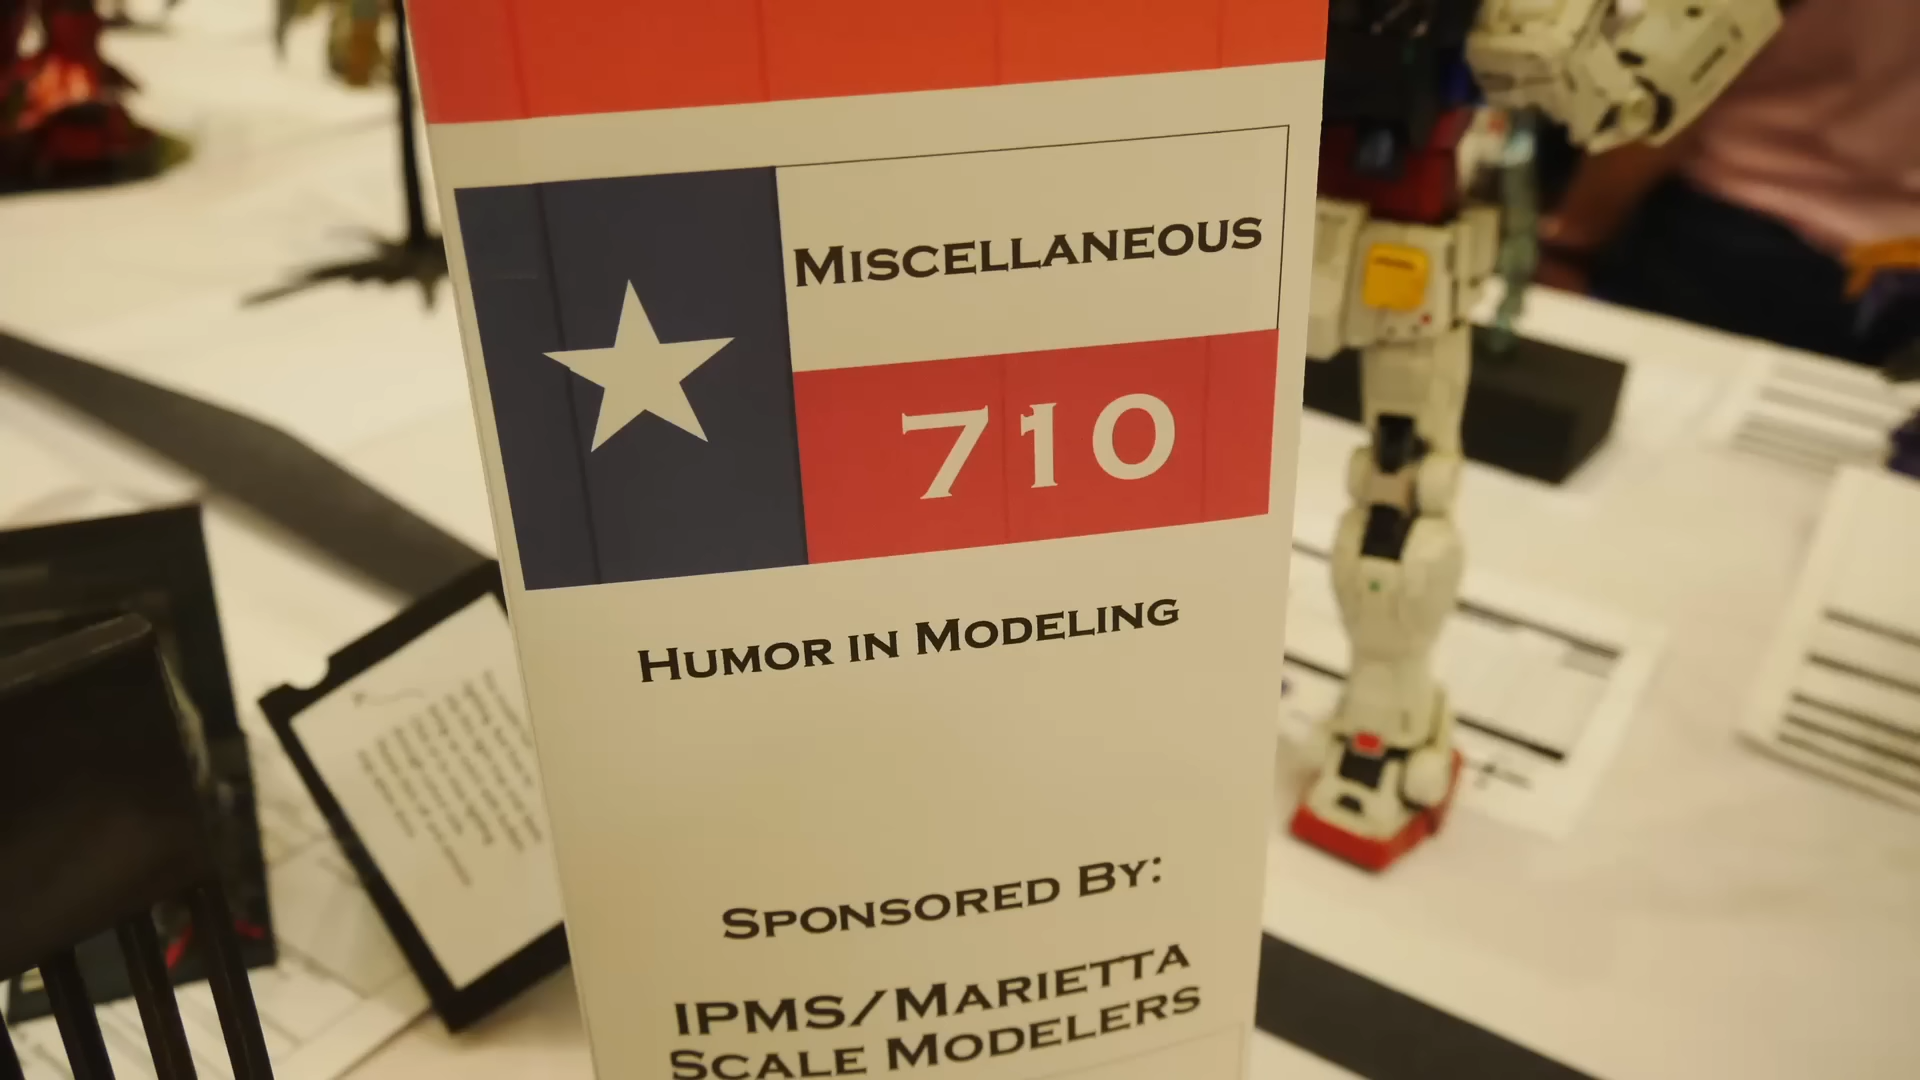 Miscellaneous
710
Humor in Modeling
Sponsored By:
IPMS/Marietta
Scale Modelers